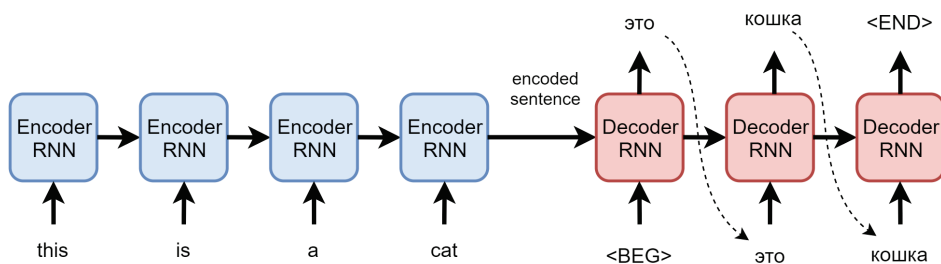 это
кошка
<END>
encoded
sentence
Encoder
RNN
Encoder
RNN
Encoder
RNN
Encoder
RNN
Decoder
RNN
Decoder
RNN
Decoder
RNN
this
is
a
cat
<BEG>
это
кошка